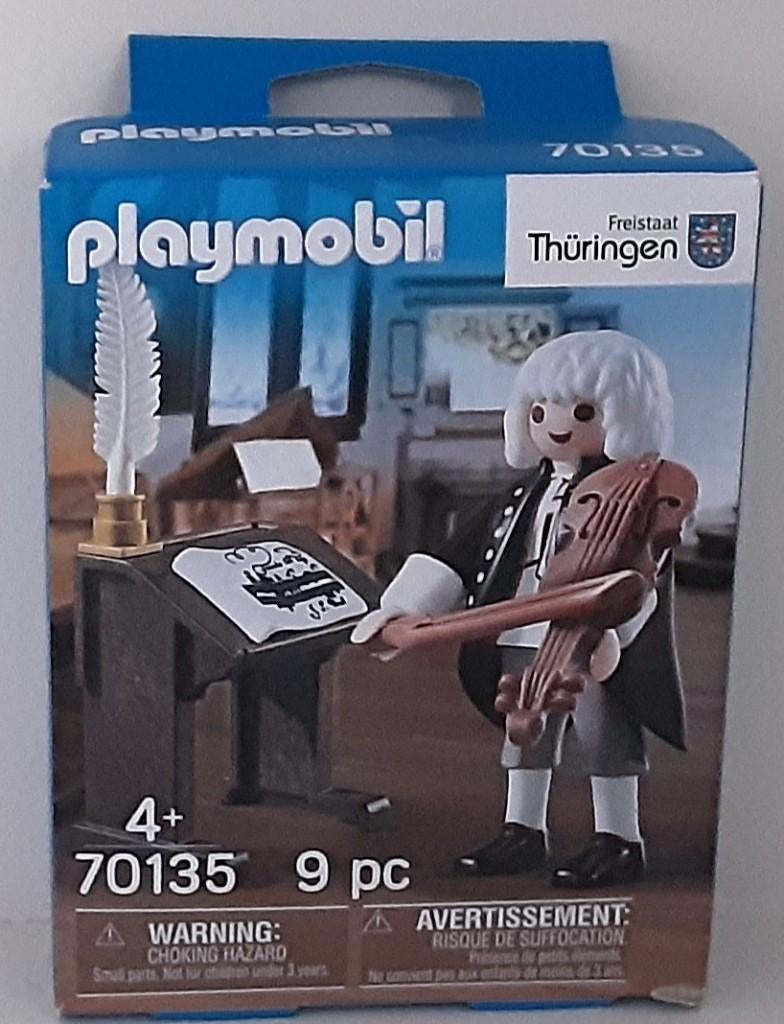 playmobil
70135
playmobil
Freistaat
Thüringen
4+
70135 9 pc
WARNING:
CHOKING HAZARD
Small parts. Not for children under 3 years.
AVERTISSEMENT:
RISQUE DE SUFFOCATION.
Présence de petits éléments.
Ne convient pas aux enfants de moins de 3 ans.